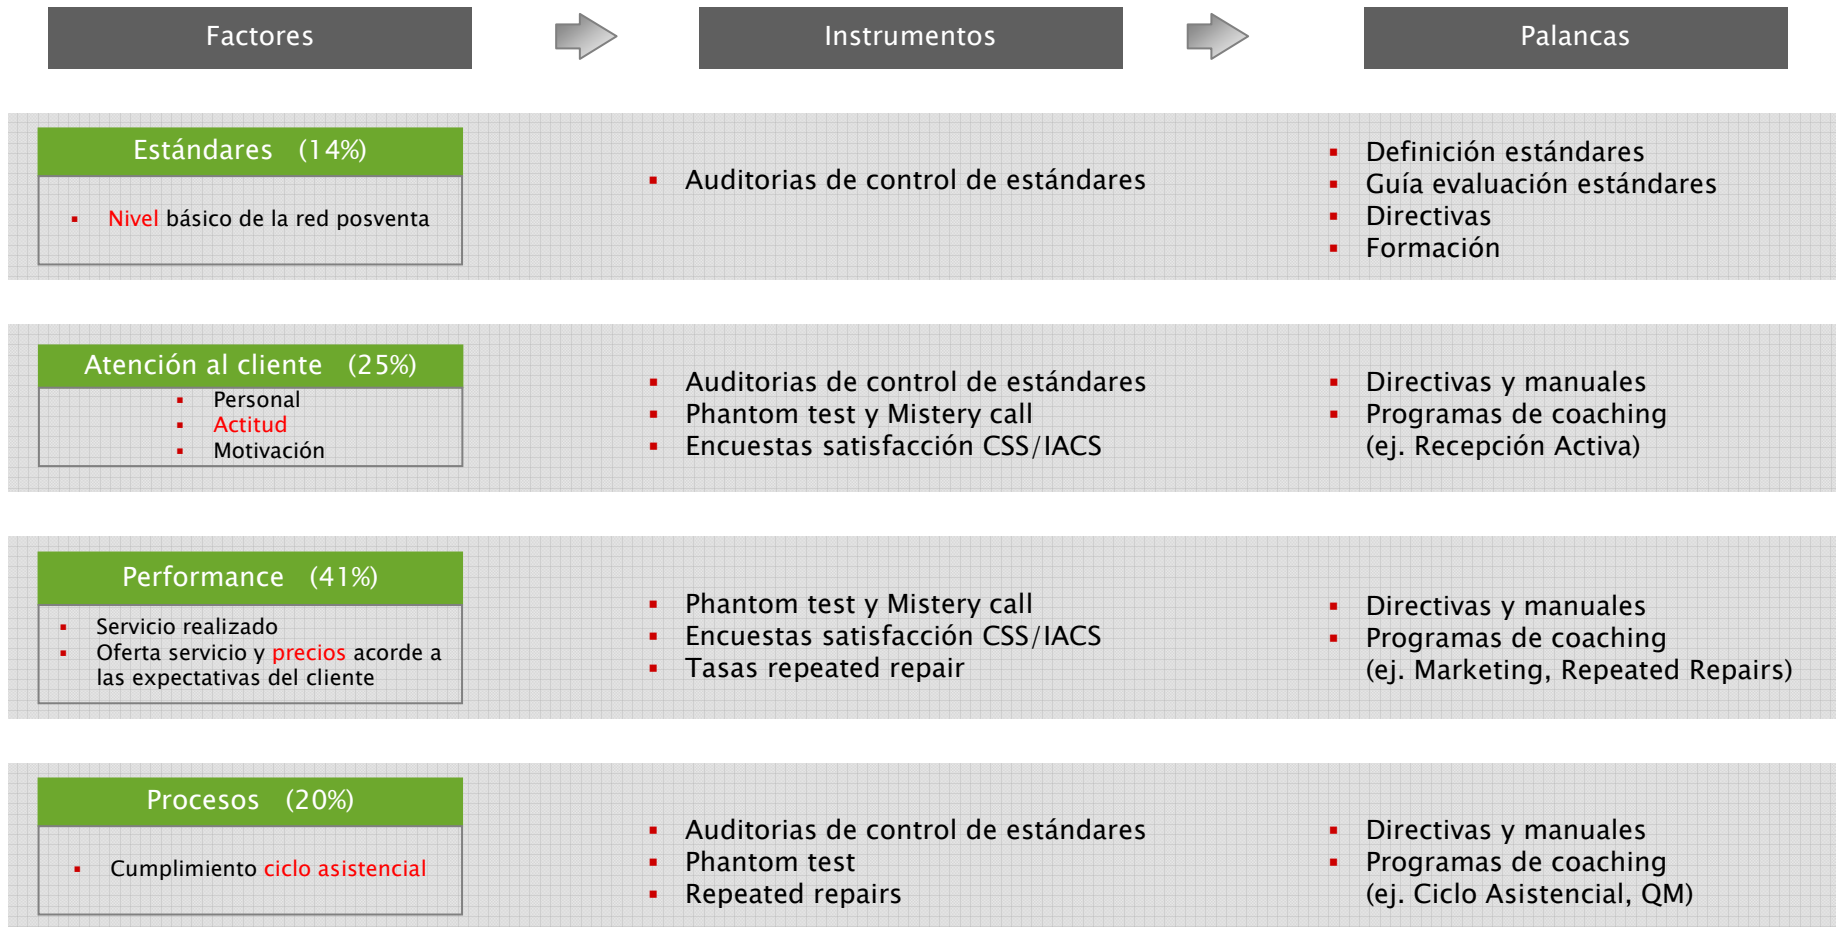 Factores
Instrumentos
Palancas
Estándares (14%)
▪ Nivel básico de la red posventa
▪ Auditorias de control de estándares
▪ Definición estándares
▪ Guía evaluación estándares
▪ Directivas
▪ Formación
Atención al cliente (25%)
▪ Personal
▪ Actitud
▪ Motivación
▪ Auditorias de control de estándares
▪ Phantom test y Mistery call
▪ Encuestas satisfacción CSS/IACS
▪ Directivas y manuales
▪ Programas de coaching
(ej. Recepción Activa)
Performance (41%)
▪ Servicio realizado
▪ Oferta servicio y precios acorde a
las expectativas del cliente
▪ Phantom test y Mistery call
▪ Encuestas satisfacción CSS/IACS
▪ Tasas repeated repair
▪ Directivas y manuales
▪ Programas de coaching
(ej. Marketing, Repeated Repairs)
Procesos (20%)
▪ Cumplimiento ciclo asistencial
▪ Auditorias de control de estándares
▪ Phantom test
▪ Repeated repairs
▪ Directivas y manuales
▪ Programas de coaching
(ej. Ciclo Asistencial, QM)